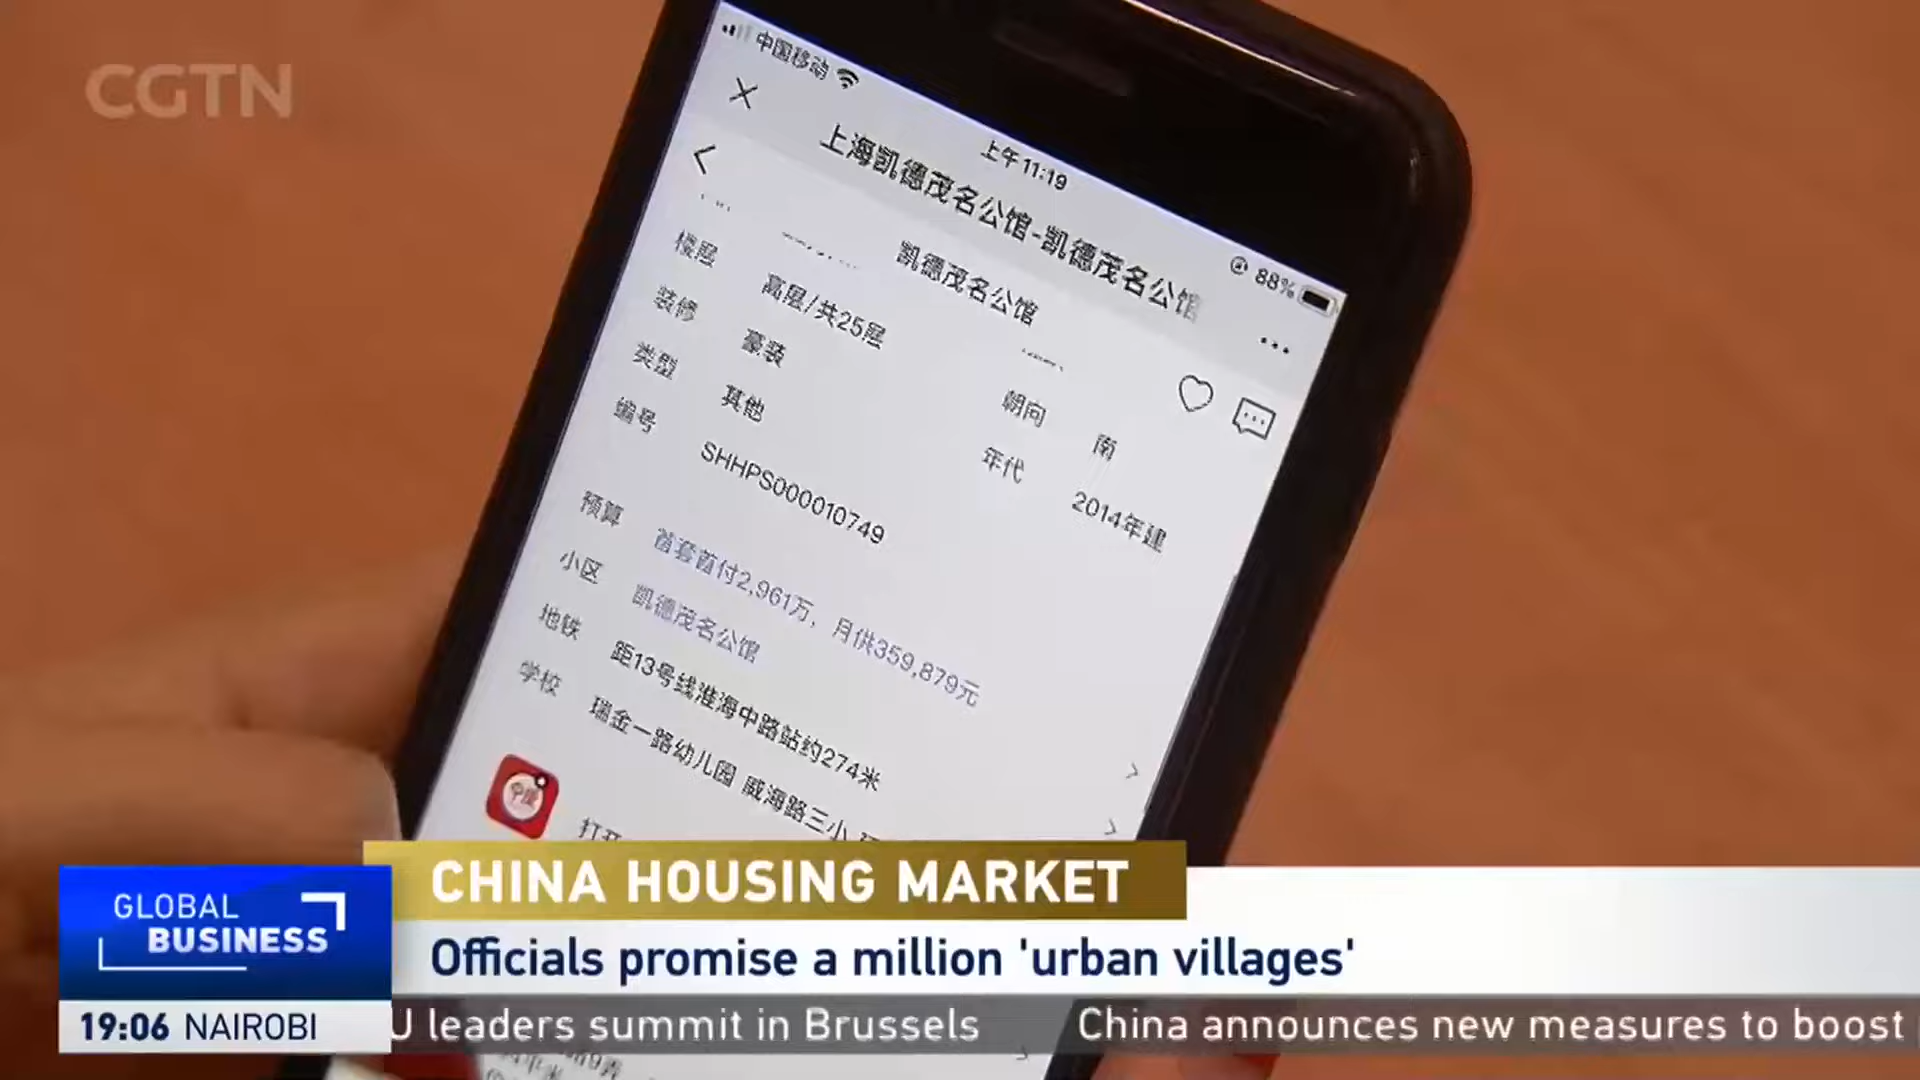 CGTN
中国移动
上午11:19
88%
上海凯德茂名公馆-凯德茂名公馆
凯德茂名公馆
楼层 高层/共25层
朝向 南
装修 豪装
年代 2014年建
类型 其他
编号 SHHPS000010749
预算 首套首付2,961万，月供359,879元
小区 凯德茂名公馆
地铁 距13号线淮海中路站约274米
学校 瑞金一路幼儿园 威海路三小
打开
CHINA HOUSING MARKET
Officials promise a million 'urban villages'
GLOBAL
BUSINESS
19:06 NAIROBI
U leaders summit in Brussels
China announces new measures to boost